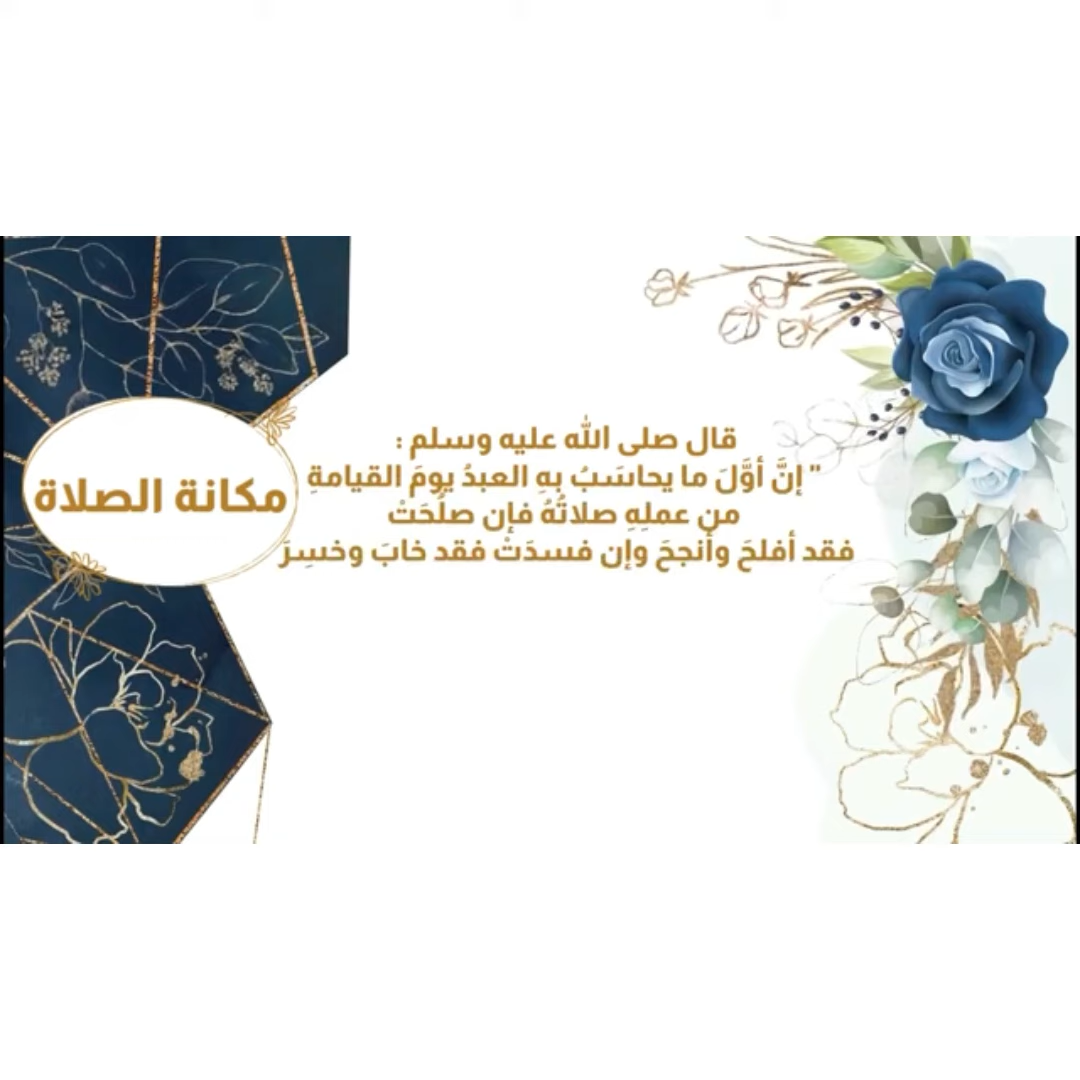 مكانة الصلاة
قال صلى الله عليه وسلم :
" إنَّ أوَّلَ ما يحاسَبُ بهِ العبدُ يومَ القيامةِ
من عملِهِ صلاتُهُ فإن صلُحَتْ
فقد أفلحَ وأنجحَ وإن فسدَتْ فقد خابَ وخسِرَ